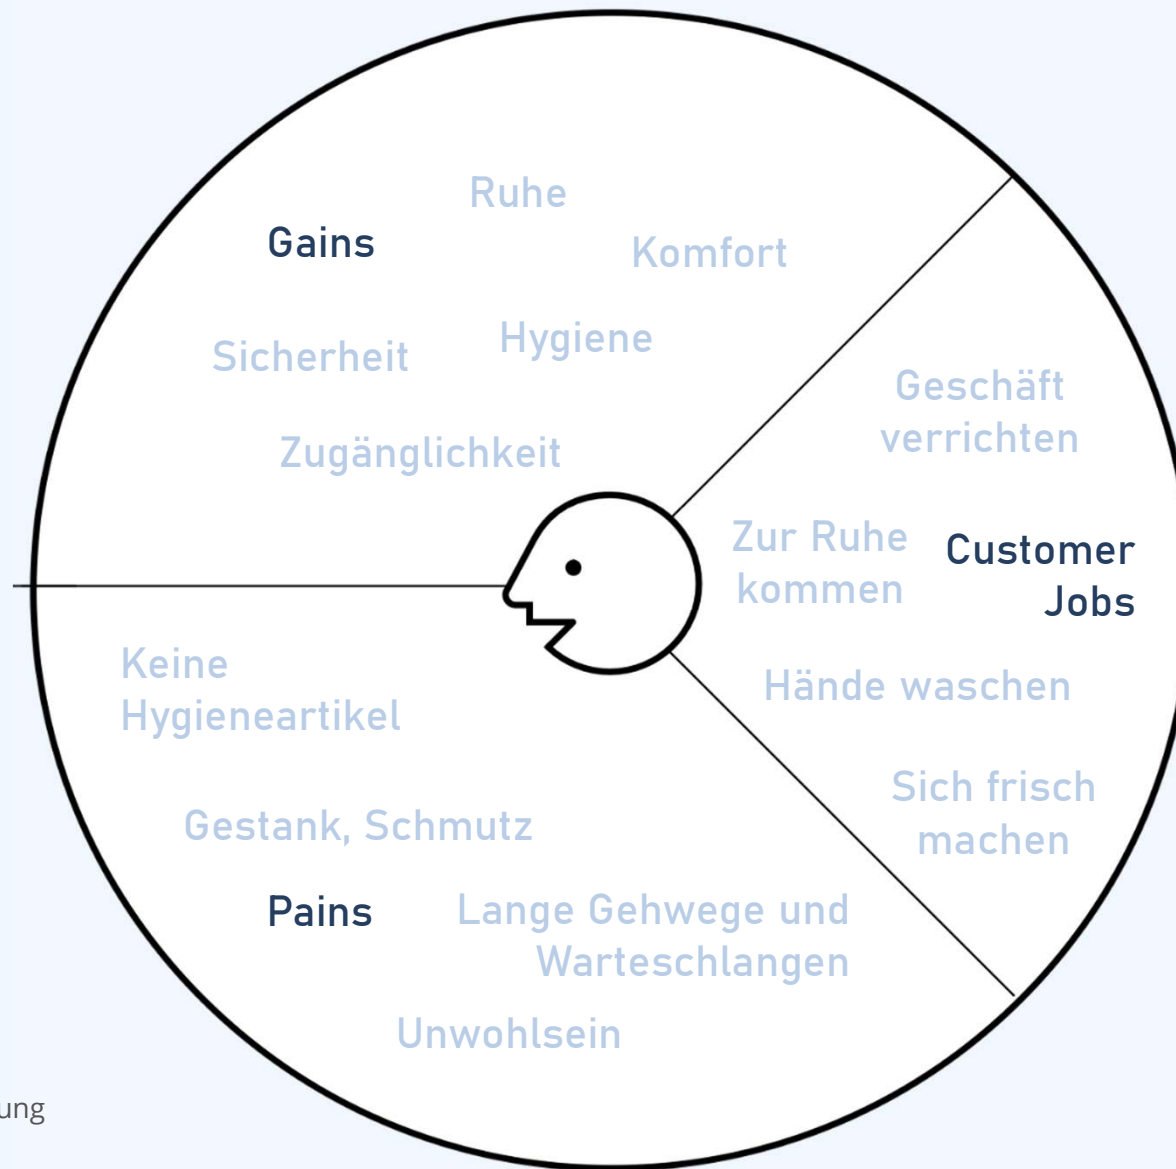 Ruhe
Gains
Komfort
Hygiene
Sicherheit
Zugänglichkeit
Geschäft
verrichten
Zur Ruhe
kommen
Customer
Jobs
Hände waschen
Sich frisch
machen
Keine
Hygieneartikel
Gestank, Schmutz
Pains
Lange Gehwege und
Warteschlangen
Unwohlsein